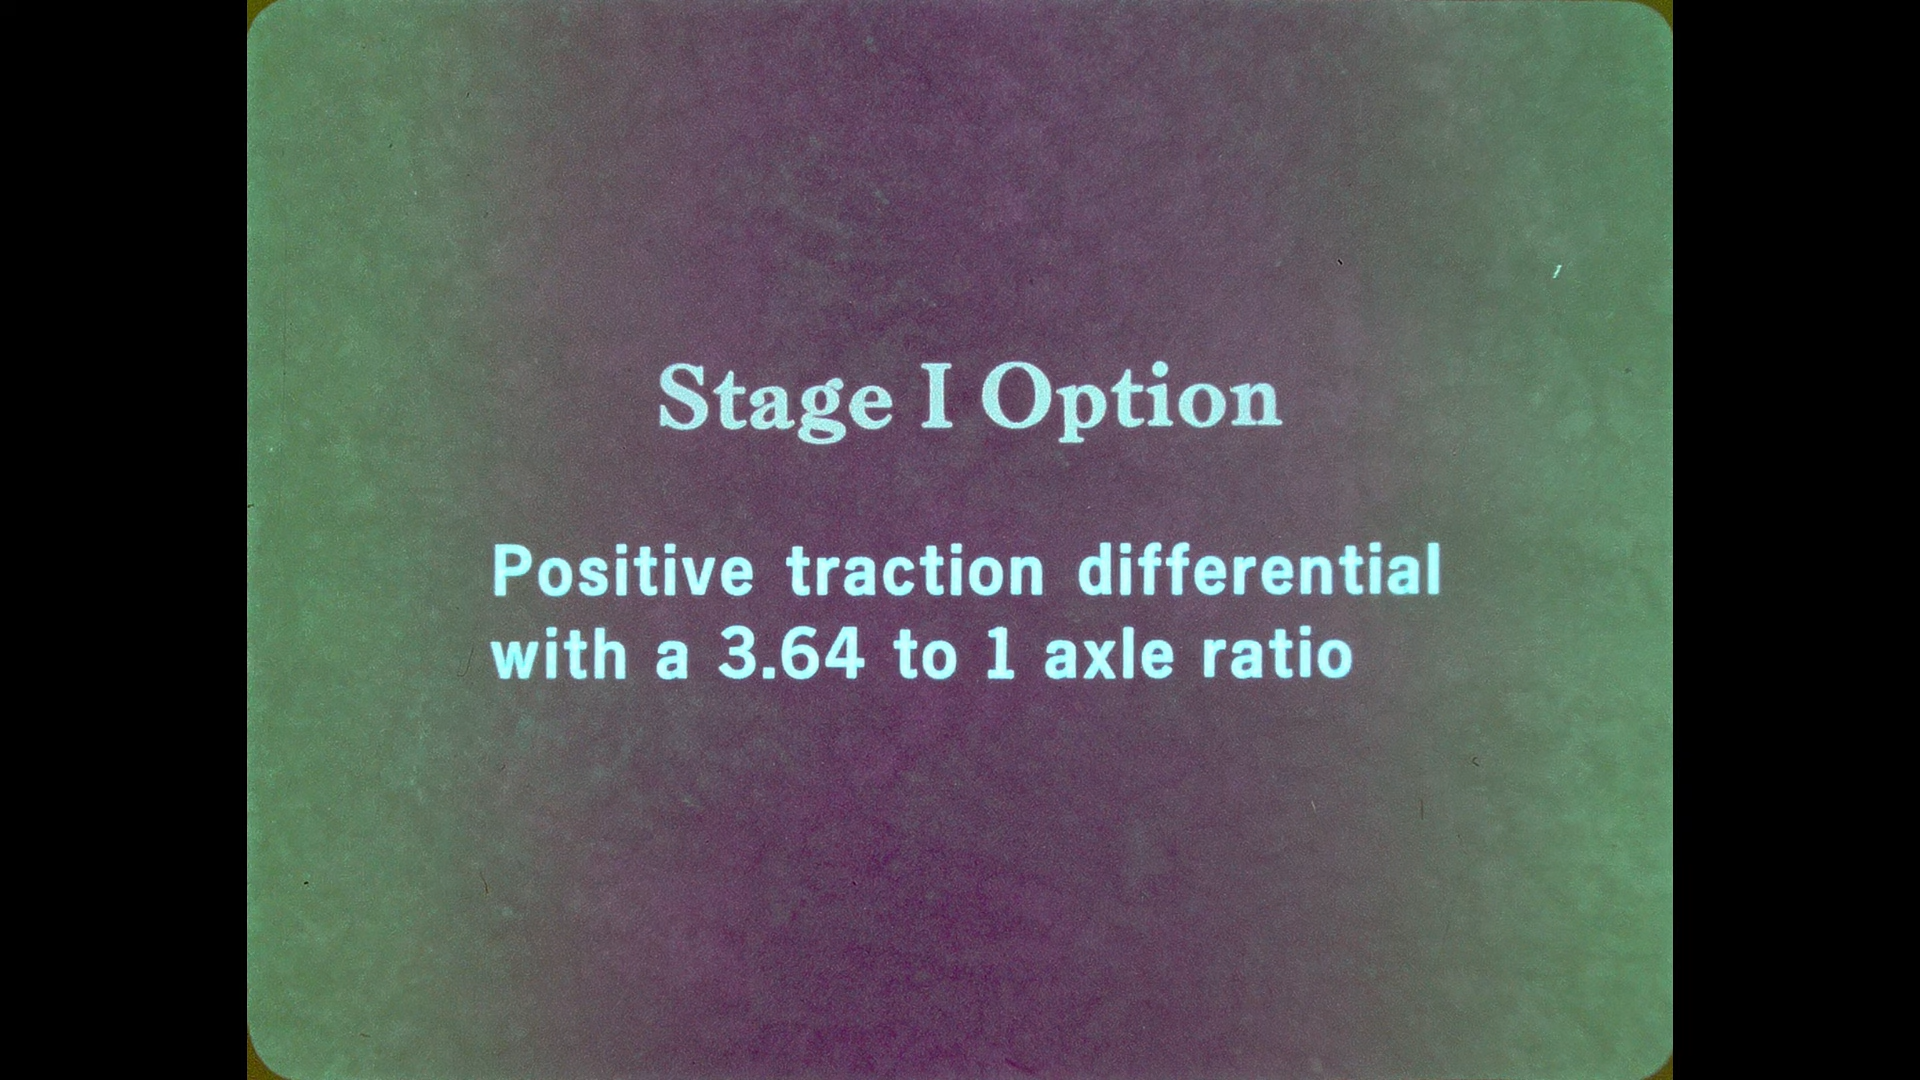 Stage I Option
Positive traction differential
with a 3.64 to 1 axle ratio